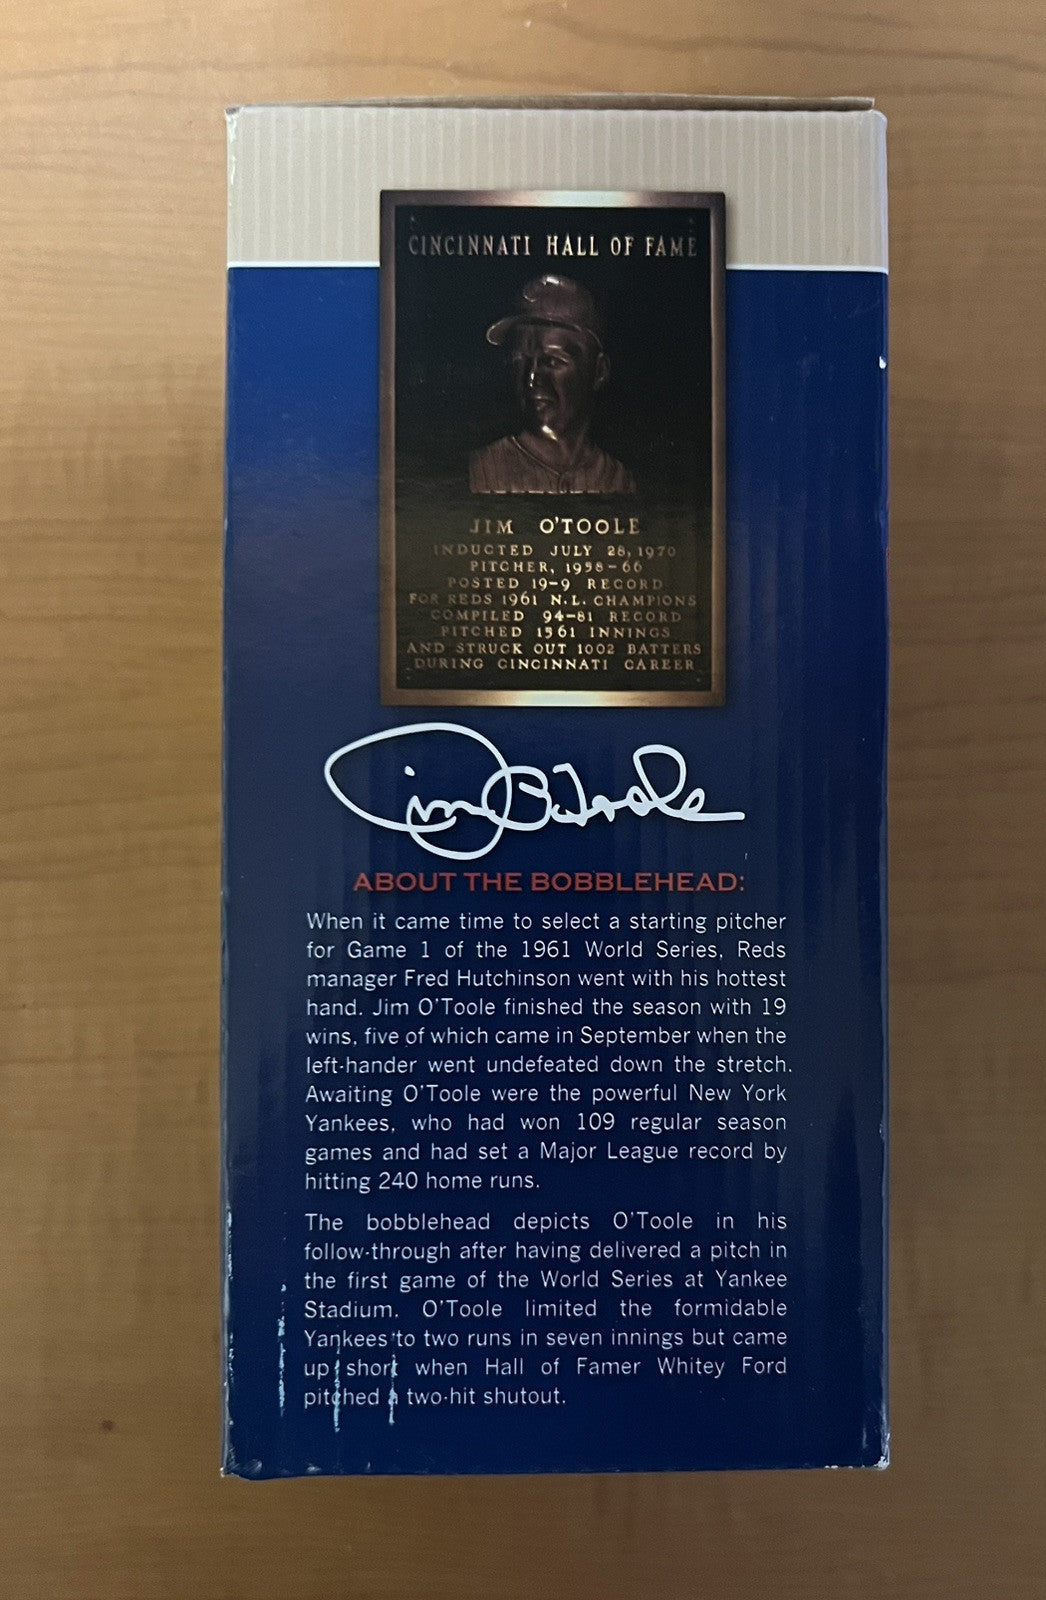 CINCINNATI HALL OF FAME
JIM O'TOOLE
INDUCTED JULY 28, 1970
PITCHER, 1958-66
POSTED 19-9 RECORD
FOR REDS 1961 N.L. CHAMPIONS
COMPILED 94-81 RECORD
PITCHED 1561 INNINGS
AND STRUCK OUT 1002 BATTERS
DURING CINCINNATI CAREER
Jim O'Toole
ABOUT THE BOBBLEHEAD:
When it came time to select a starting pitcher
for Game 1 of the 1961 World Series, Reds
manager Fred Hutchinson went with his hottest
hand. Jim O'Toole finished the season with 19
wins, five of which came in September when the
left-hander went undefeated down the stretch.
Awaiting O'Toole were the powerful New York
Yankees, who had won 109 regular season
games and had set a Major League record by
hitting 240 home runs.
The bobblehead depicts O'Toole in his
follow-through after having delivered a pitch in
the first game of the World Series at Yankee
Stadium. O'Toole limited the formidable
Yankees to two runs in seven innings but came
up short when Hall of Famer Whitey Ford
pitched a two-hit shutout.